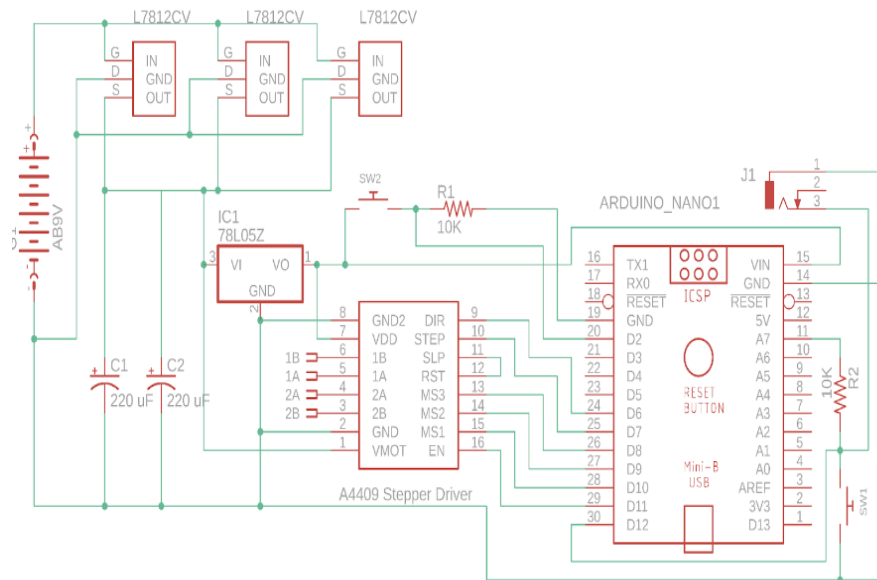 L7812CV L7812CV L7812CV
G IN G IN G IN
D GND D GND D GND
S OUT S OUT S OUT
+
+
AB9V
-
-
SW2
R1
10K
IC1
78L05Z
3 VI VO 1
GND
2
C1
220 uF
C2
220 uF
+
+
8 GND2 DIR 9
7 VDD STEP 10
1B 6 1B SLP 11
1A 5 1A RST 12
2A 4 2A MS3 13
2B 3 2B MS2 14
2 GND MS1 15
1 VMOT EN 16
A4409 Stepper Driver
ARDUINO_NANO1
16 TX1 VIN 15
17 RX0 GND 14
18 RESET RESET 13
19 GND 5V 12
20 D2 A7 11
21 D3 A6 10
22 D4 A5 9
23 D5 A4 8
24 D6 A3 7
25 D7 A2 6
26 D8 A1 5
27 D9 A0 4
28 D10 AREF 3
29 D11 3V3 2
30 D12 D13 1
ICSP
RESET
BUTTON
Mini-B
USB
J1
1
2
3
10K
R2
SW1